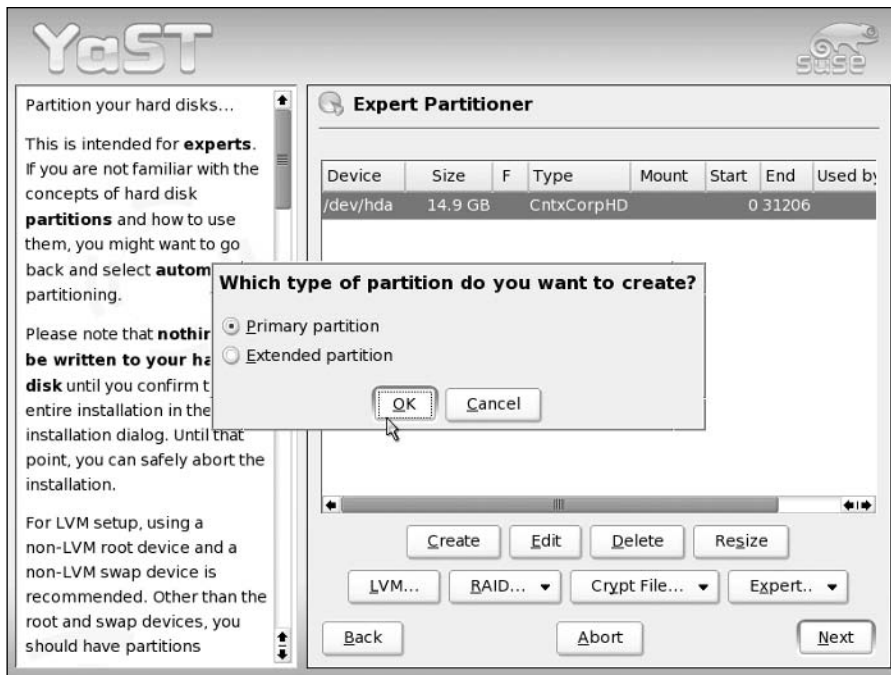 YaST
SUSE
Partition your hard disks...
This is intended for experts.
If you are not familiar with the
concepts of hard disk
partitions and how to use
them, you might want to go
back and select autom
partitioning.
Please note that nothin
be written to your ha
disk until you confirm t
entire installation in the
installation dialog. Until that
point, you can safely abort the
installation.
For LVM setup, using a
non-LVM root device and a
non-LVM swap device is
recommended. Other than the
root and swap devices, you
should have partitions
Expert Partitioner
Device Size F Type Mount Start End Used by
/dev/hda 14.9 GB CntxCorpHD 0 31206
Which type of partition do you want to create?
Primary partition
Extended partition
OK Cancel
Create Edit Delete Resize
LVM... RAID... Crypt File... Expert..
Back Abort Next